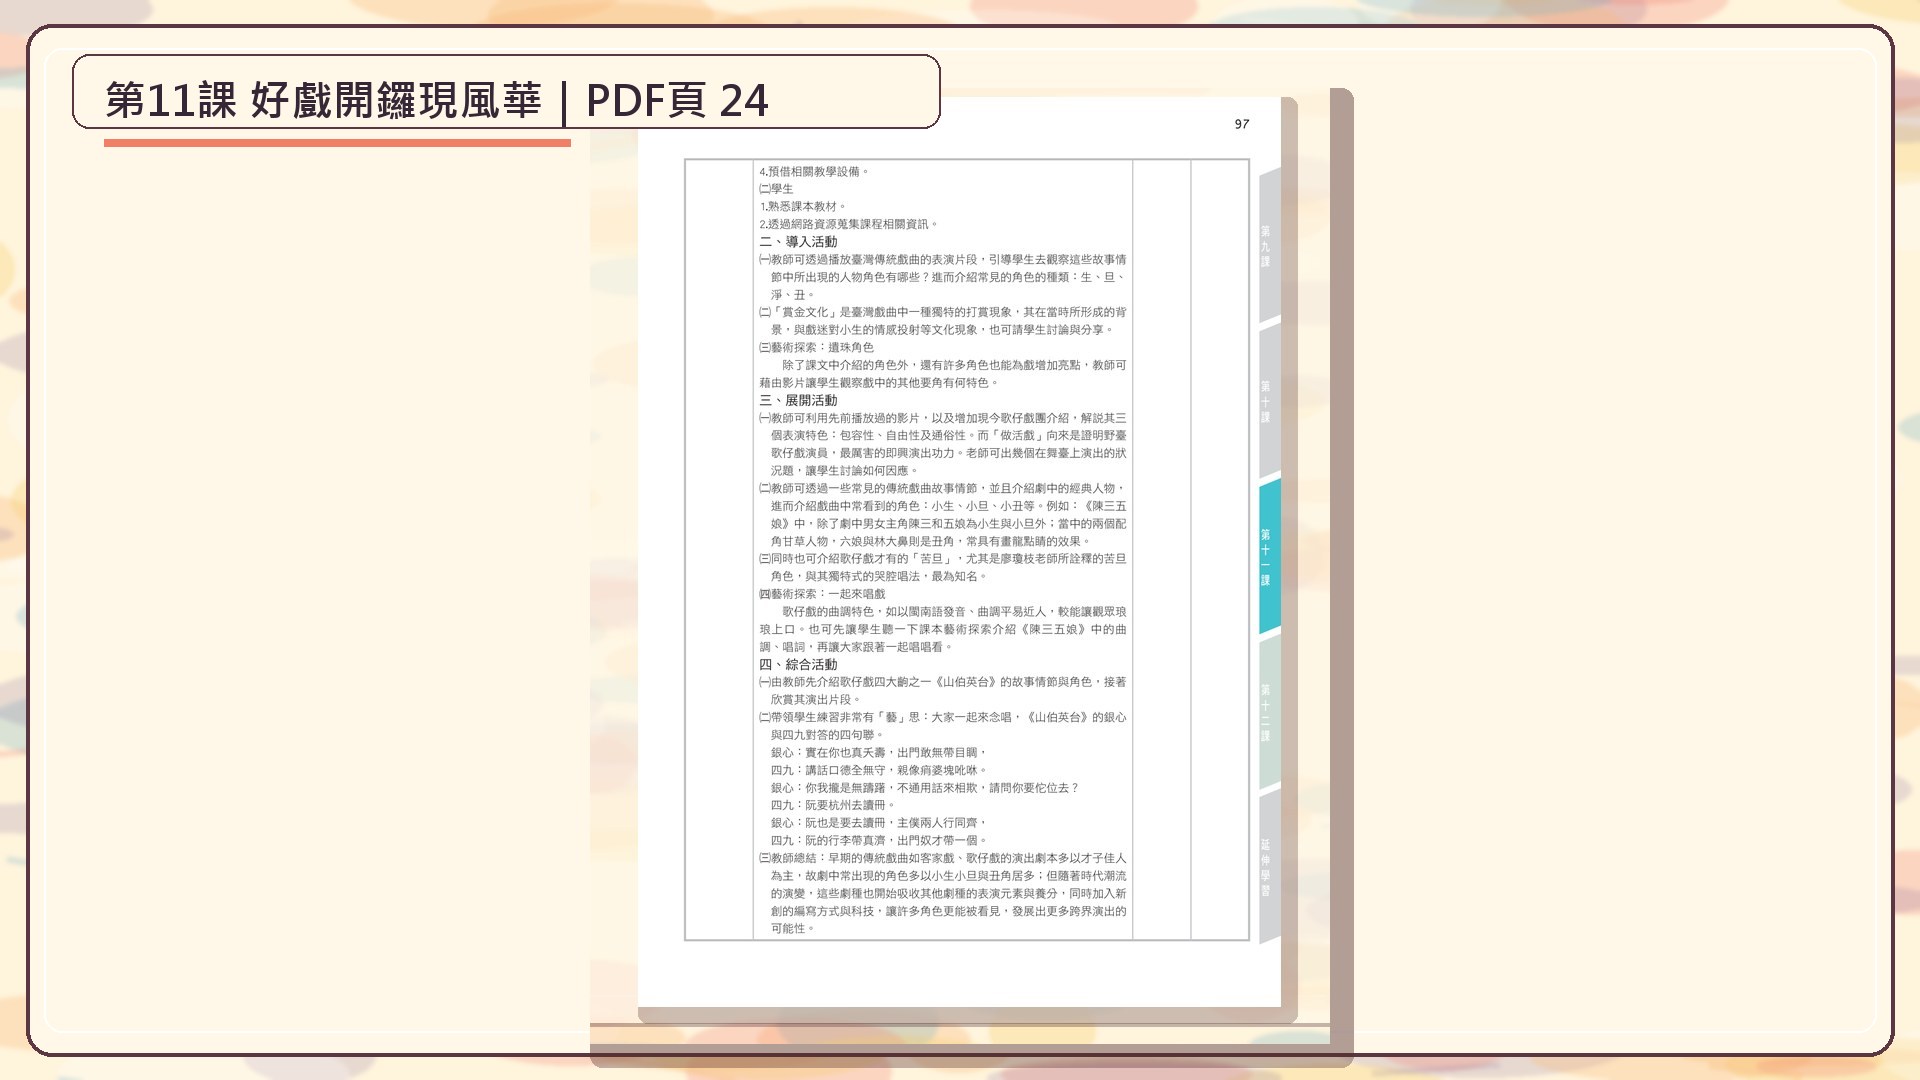 第11課 好戲開鑼現風華 | PDF頁 24
97
4.預借相關教學設備。
㈡學生
1.熟悉課本教材。
2.透過網路資源蒐集課程相關資訊。
二、導入活動
㈠教師可透過播放臺灣傳統戲曲的表演片段，引導學生去觀察這些故事情
節中所出現的人物角色有哪些？進而介紹常見的角色的種類：生、旦、
淨、丑。
㈡「賞金文化」是臺灣戲曲中一種獨特的打賞現象，其在當時所形成的背
景，與戲迷對小生的情感投射等文化現象，也可請學生討論與分享。
㈢藝術探索：遺珠角色
除了課文中介紹的角色外，還有許多角色也能為戲增加亮點，教師可
藉由影片讓學生觀察戲中的其他要角有何特色。
三、展開活動
㈠教師可利用先前播放過的影片，以及增加現今歌仔戲團介紹，解說其三
個表演特色：包容性、自由性及通俗性。而「做活戲」向來是證明野臺
歌仔戲演員，最厲害的即興演出功力。老師可出幾個在舞臺上演出的狀
況題，讓學生討論如何因應。
㈡教師可透過一些常見的傳統戲曲故事情節，並且介紹劇中的經典人物，
進而介紹戲曲中常看到的角色：小生、小旦、小丑等。例如：《陳三五
娘》中，除了劇中男女主角陳三和五娘為小生與小旦外；當中的兩個配
角甘草人物，六娘與林大鼻則是丑角，常具有畫龍點睛的效果。
㈢同時也可介紹歌仔戲才有的「苦旦」，尤其是廖瓊枝老師所詮釋的苦旦
角色，與其獨特式的哭腔唱法，最為知名。
㈣藝術探索：一起來唱戲
歌仔戲的曲調特色，如以閩南語發音、曲調平易近人，較能讓觀眾琅
琅上口。也可先讓學生聽一下課本藝術探索介紹《陳三五娘》中的曲
調、唱詞，再讓大家跟著一起唱唱看。
四、綜合活動
㈠由教師先介紹歌仔戲四大齣之一《山伯英台》的故事情節與角色，接著
欣賞其演出片段。
㈡帶領學生練習非常有「藝」思：大家一起來念唱，《山伯英台》的銀心
與四九對答的四句聯。
銀心：實在你也真夭壽，出門敢無帶目睭，
四九：講話口德全無守，親像痟婆塊吪咻。
銀心：你我攏是無躊躇，不通用話來相欺，請問你要佗位去？
四九：阮要杭州去讀冊。
銀心：阮也是要去讀冊，主僕兩人行同齊，
四九：阮的行李帶真濟，出門奴才帶一個。
㈢教師總結：早期的傳統戲曲如客家戲、歌仔戲的演出劇本多以才子佳人
為主，故劇中常出現的角色多以小生小旦與丑角居多；但隨著時代潮流
的演變，這些劇種也開始吸收其他劇種的表演元素與養分，同時加入新
創的編寫方式與科技，讓許多角色更能被看見，發展出更多跨界演出的
可能性。
第九課
第十課
第十一課
第十二課
延伸學習